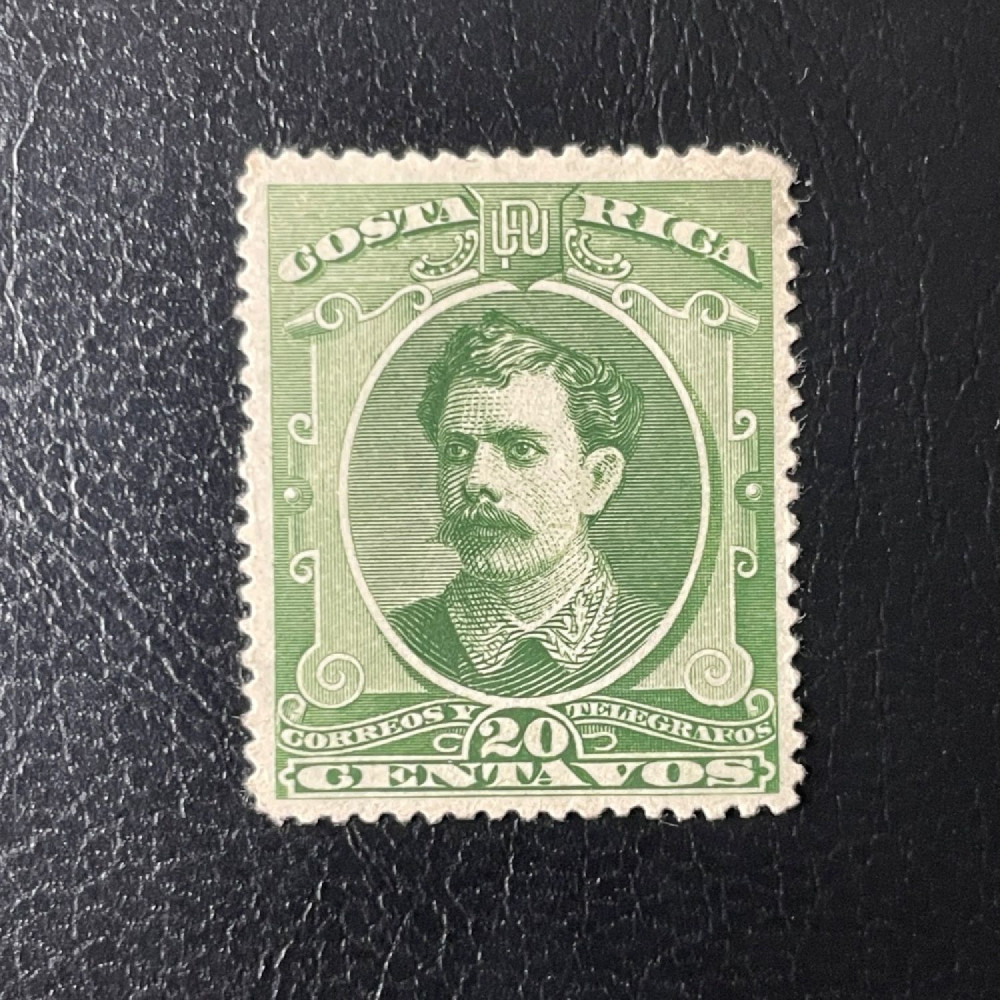 COSTA UPU RICA
CORREOS Y TELEGRAFOS
20
CENTAVOS